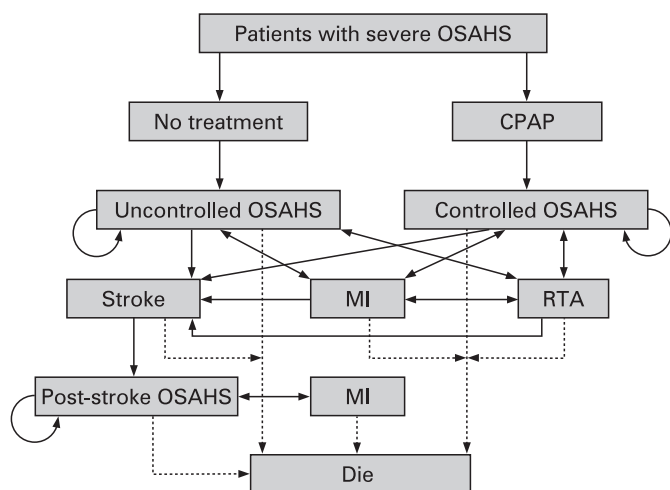 Patients with severe OSAHS
No treatment
CPAP
Uncontrolled OSAHS
Controlled OSAHS
Stroke
MI
RTA
Post-stroke OSAHS
MI
Die